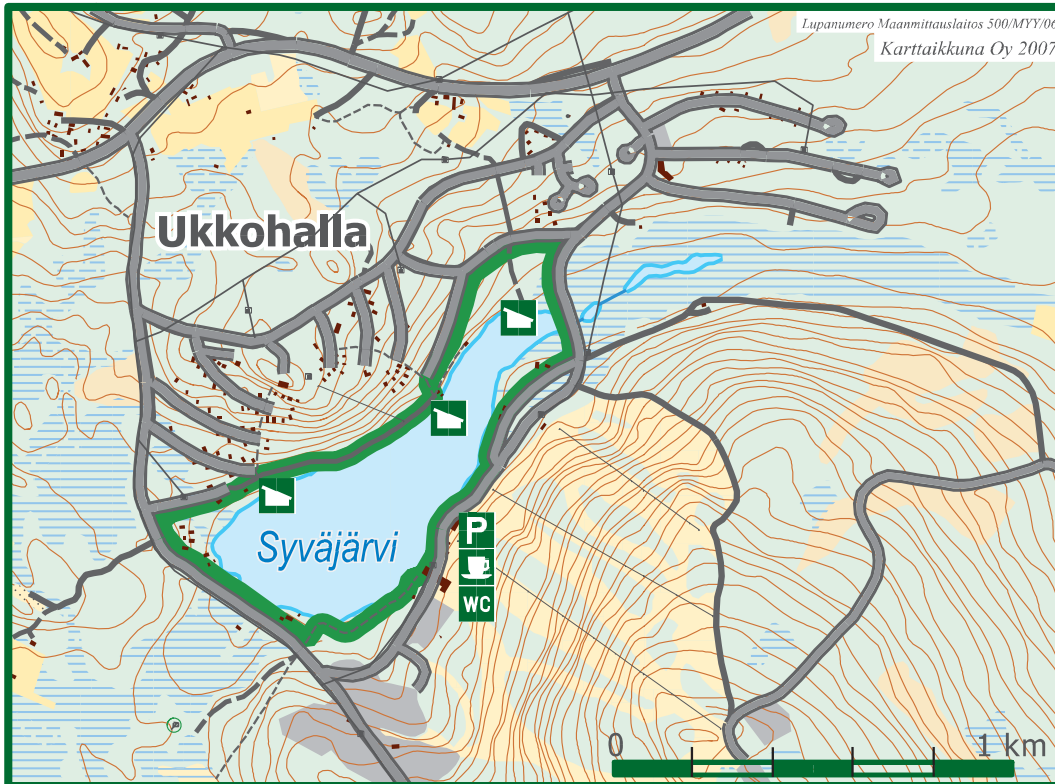 Lupanumero Maanmittauslaitos 500/MYY/06
Karttaikkuna Oy 2007
Ukkohalla
Syväjärvi
P
WC
0 1 km